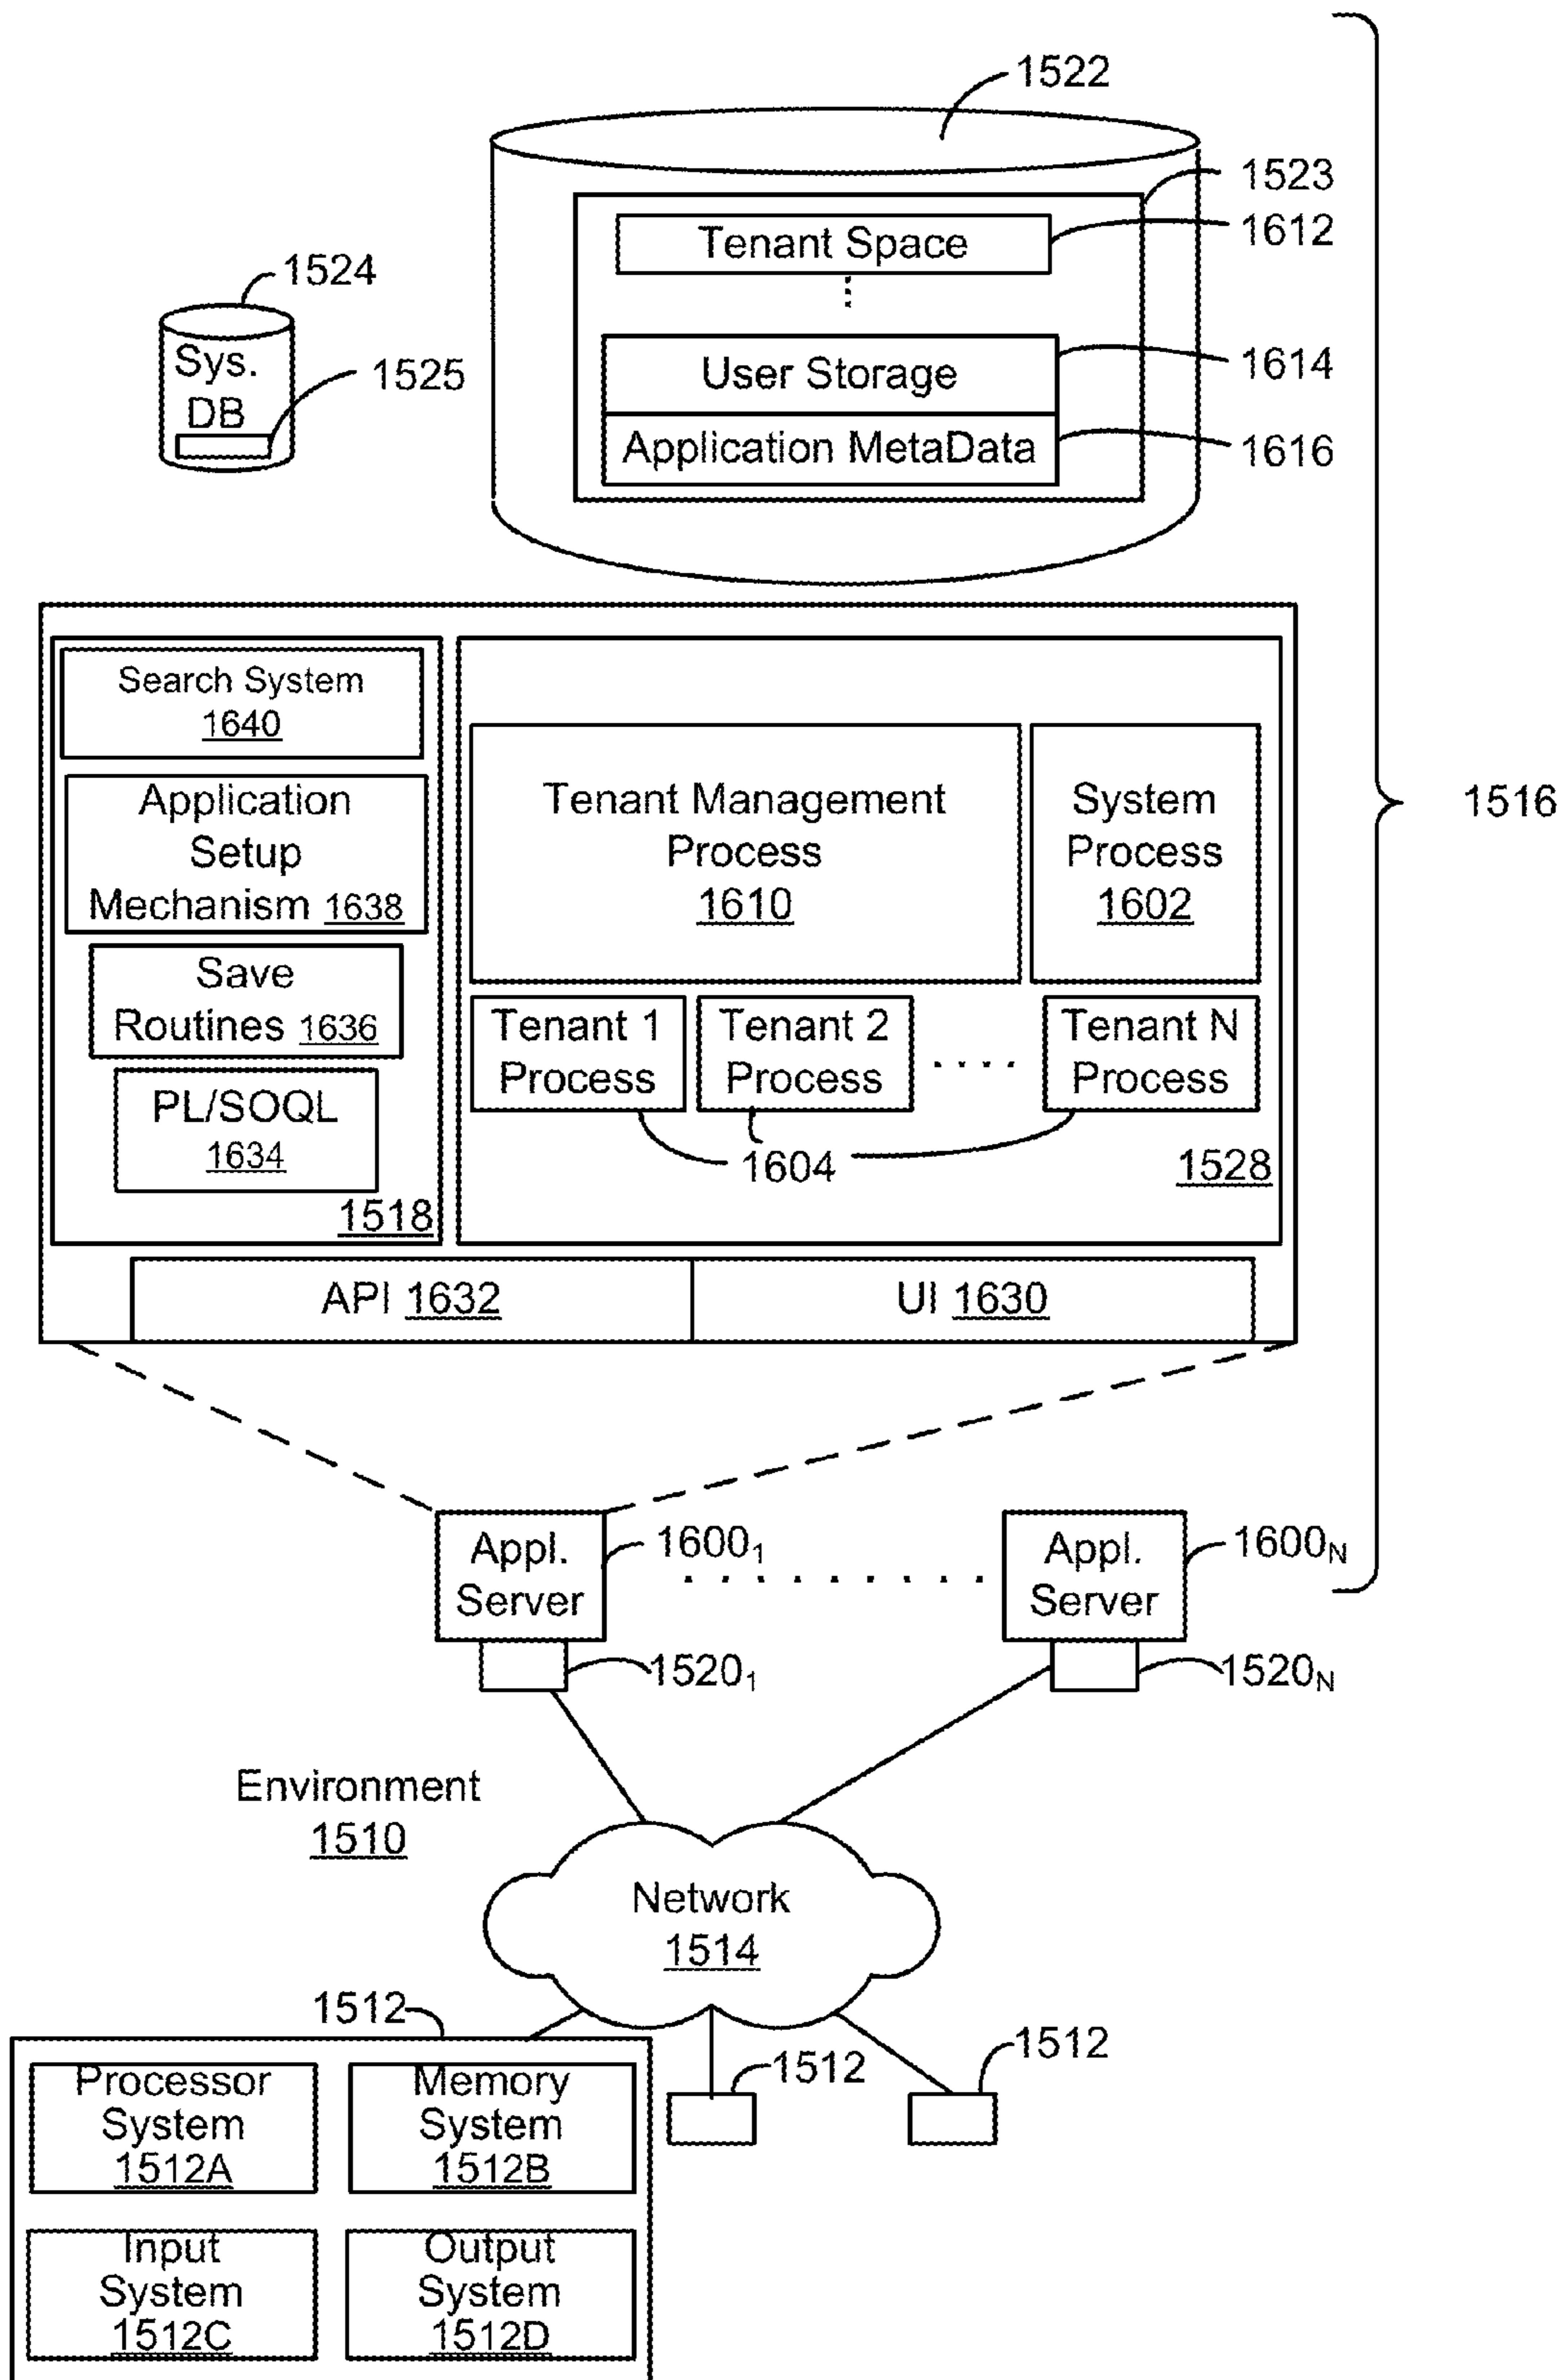 1522
1523
Tenant Space
1612
1524
Sys.
DB
1525
User Storage
1614
Application MetaData
1616
Search System
1640
Application
Setup
Mechanism 1638
Save
Routines 1636
PL/SOQL
1634
1518
Tenant Management
Process
1610
System
Process
1602
Tenant 1
Process
Tenant 2
Process
Tenant N
Process
1604
1528
1516
API 1632
UI 1630
Appl.
Server
1600₁
Appl.
Server
1600N
1520₁
1520N
Environment
1510
Network
1514
1512
1512
1512
Processor
System
1512A
Memory
System
1512B
Input
System
1512C
Output
System
1512D